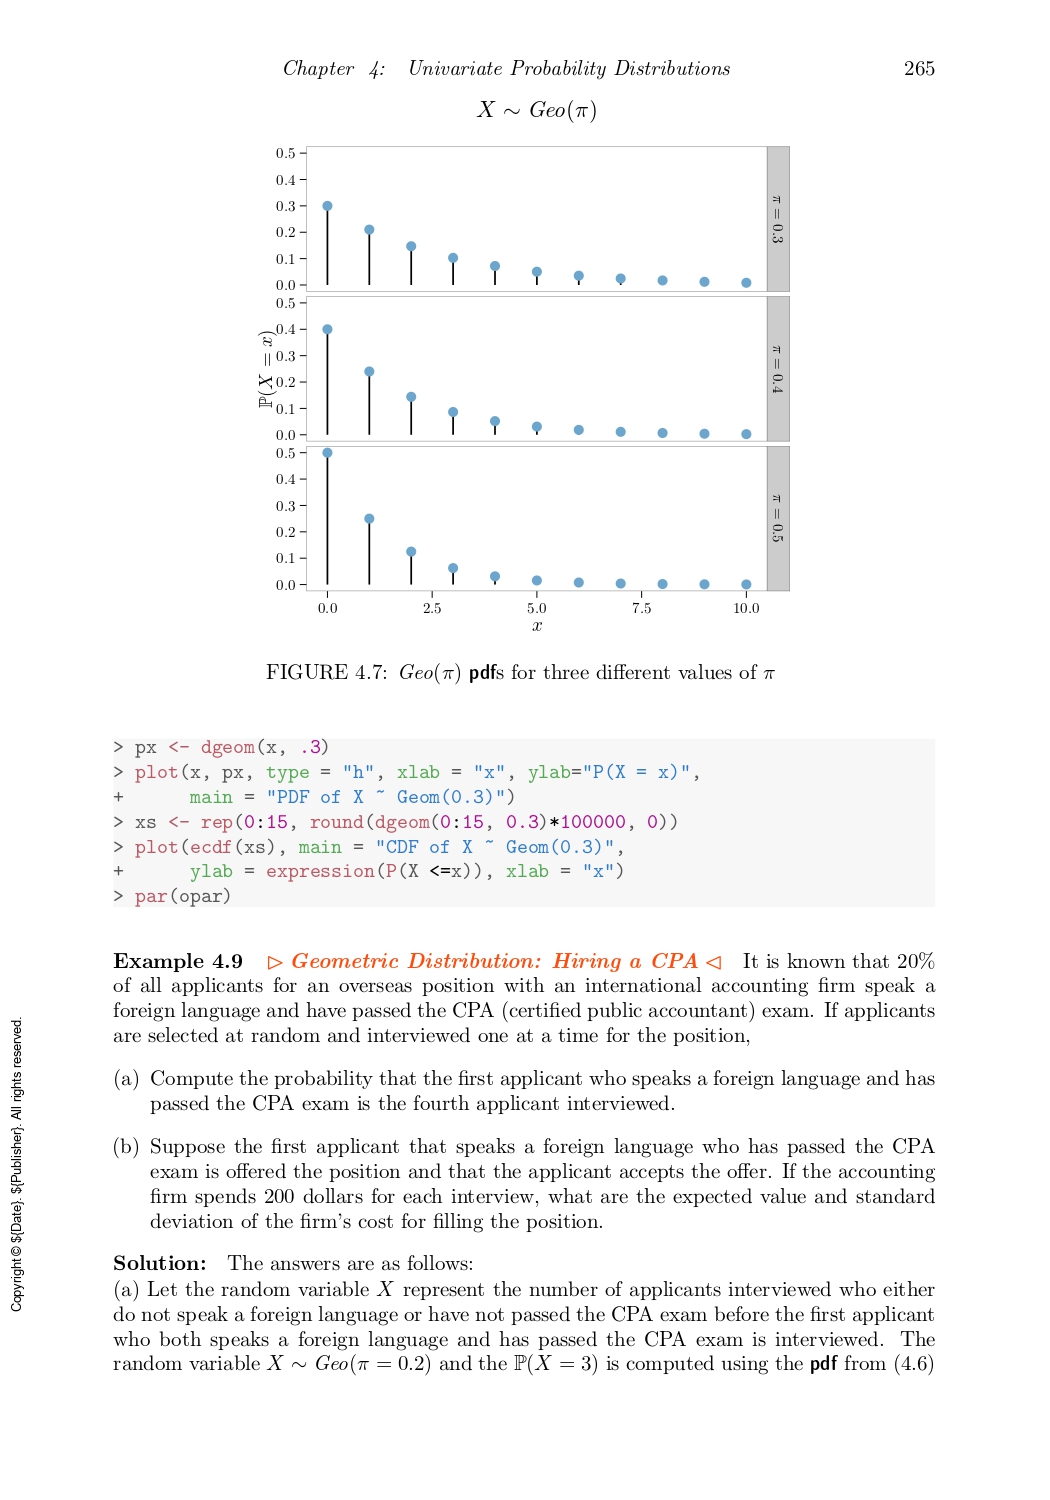 Chapter 4: Univariate Probability Distributions 265
X ∼ Geo(π)
0.5
0.4
0.3
0.2
0.1
0.0
π = 0.3
0.5
0.4
0.3
0.2
0.1
0.0
π = 0.4
ℙ(X = x)
0.5
0.4
0.3
0.2
0.1
0.0
π = 0.5
0.0 2.5 5.0 7.5 10.0
x
FIGURE 4.7: Geo(π) pdfs for three different values of π
> px <- dgeom(x, .3)
> plot(x, px, type = "h", xlab = "x", ylab="P(X = x)",
+ main = "PDF of X ~ Geom(0.3)")
> xs <- rep(0:15, round(dgeom(0:15, 0.3)*100000, 0))
> plot(ecdf(xs), main = "CDF of X ~ Geom(0.3)",
+ ylab = expression(P(X <=x)), xlab = "x")
> par(opar)
Example 4.9 ▷ Geometric Distribution: Hiring a CPA ◁ It is known that 20%
of all applicants for an overseas position with an international accounting firm speak a
foreign language and have passed the CPA (certified public accountant) exam. If applicants
are selected at random and interviewed one at a time for the position,
(a) Compute the probability that the first applicant who speaks a foreign language and has
passed the CPA exam is the fourth applicant interviewed.
(b) Suppose the first applicant that speaks a foreign language who has passed the CPA
exam is offered the position and that the applicant accepts the offer. If the accounting
firm spends 200 dollars for each interview, what are the expected value and standard
deviation of the firm's cost for filling the position.
Solution: The answers are as follows:
(a) Let the random variable X represent the number of applicants interviewed who either
do not speak a foreign language or have not passed the CPA exam before the first applicant
who both speaks a foreign language and has passed the CPA exam is interviewed. The
random variable X ∼ Geo(π = 0.2) and the ℙ(X = 3) is computed using the pdf from (4.6)
Copyright © ${Date}. ${Publisher}. All rights reserved.